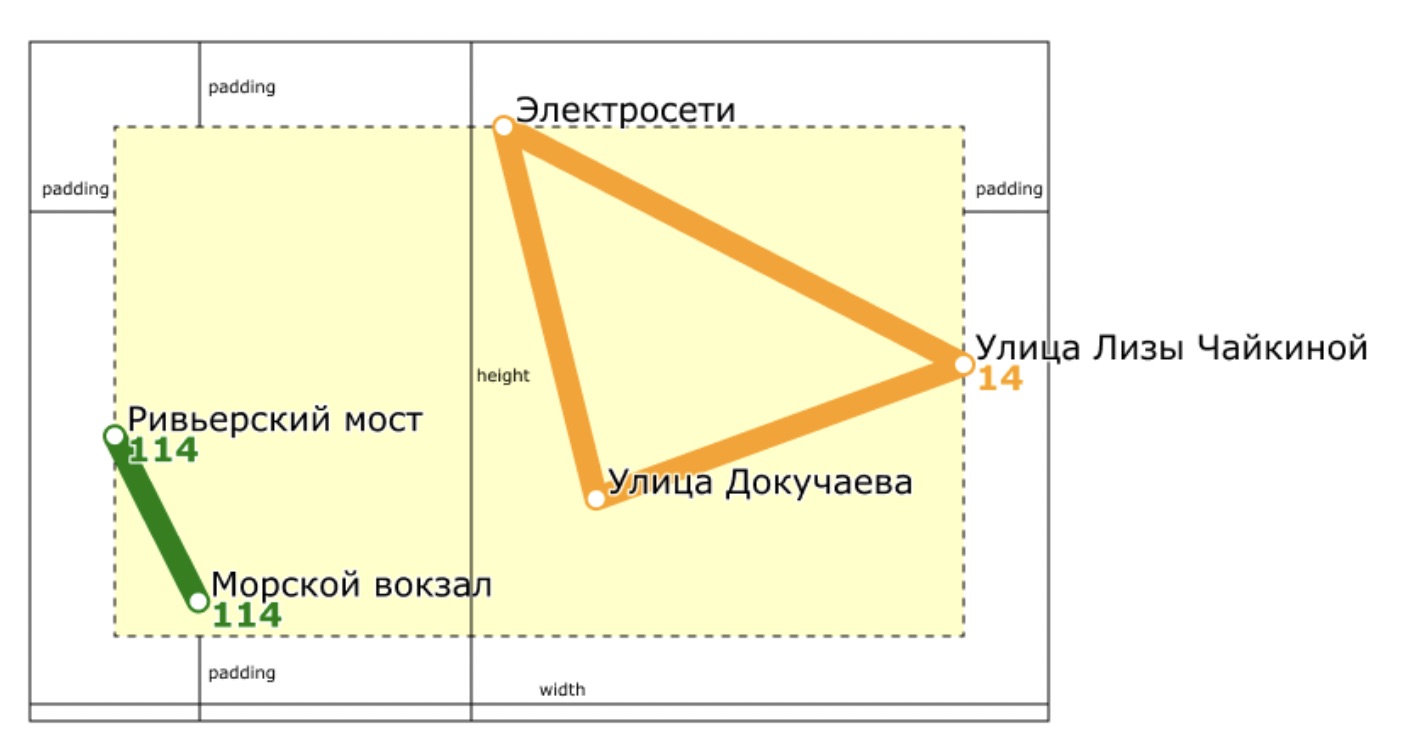 padding
Электросети
padding
padding
Улица Лизы Чайкиной
14
height
Ривьерский мост
114
Улица Докучаева
Морской вокзал
114
padding
width